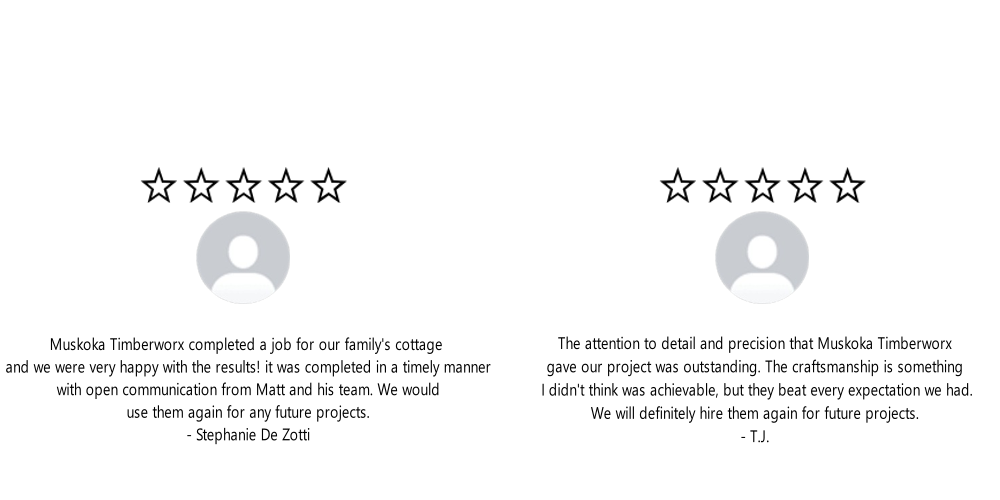 Muskoka Timberworx completed a job for our family's cottage
and we were very happy with the results! it was completed in a timely manner
with open communication from Matt and his team. We would
use them again for any future projects.
- Stephanie De Zotti
The attention to detail and precision that Muskoka Timberworx
gave our project was outstanding. The craftsmanship is something
I didn't think was achievable, but they beat every expectation we had.
We will definitely hire them again for future projects.
- T.J.